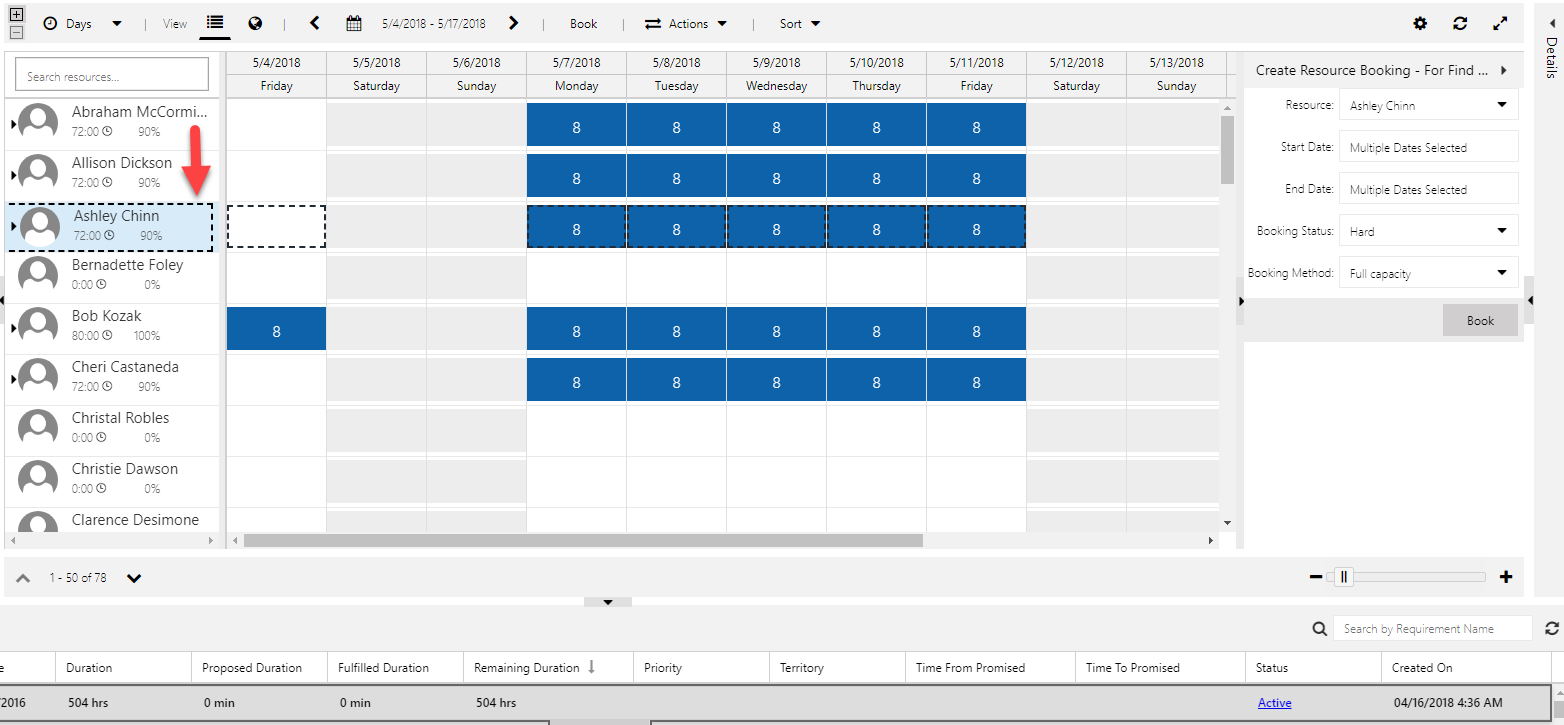 Days View 5/4/2018 - 5/17/2018 Book Actions Sort
Details
Search resources...
5/4/2018 5/5/2018 5/6/2018 5/7/2018 5/8/2018 5/9/2018 5/10/2018 5/11/2018 5/12/2018 5/13/2018
Friday Saturday Sunday Monday Tuesday Wednesday Thursday Friday Saturday Sunday
Abraham McCormi...
72:00 90%
8 8 8 8 8
Allison Dickson
72:00 90%
8 8 8 8 8
Ashley Chinn
72:00 90%
8 8 8 8 8
Bernadette Foley
0:00 0%
Bob Kozak
80:00 100%
8 8 8 8 8 8
Cheri Castaneda
72:00 90%
8 8 8 8 8
Christal Robles
0:00 0%
Christie Dawson
0:00 0%
Clarence Desimone
Create Resource Booking - For Find ...
Resource: Ashley Chinn
Start Date: Multiple Dates Selected
End Date: Multiple Dates Selected
Booking Status: Hard
Booking Method: Full capacity
Book
1 - 50 of 78
Search by Requirement Name
e Duration Proposed Duration Fulfilled Duration Remaining Duration Priority Territory Time From Promised Time To Promised Status Created On
/2016 504 hrs 0 min 0 min 504 hrs Active 04/16/2018 4:36 AM